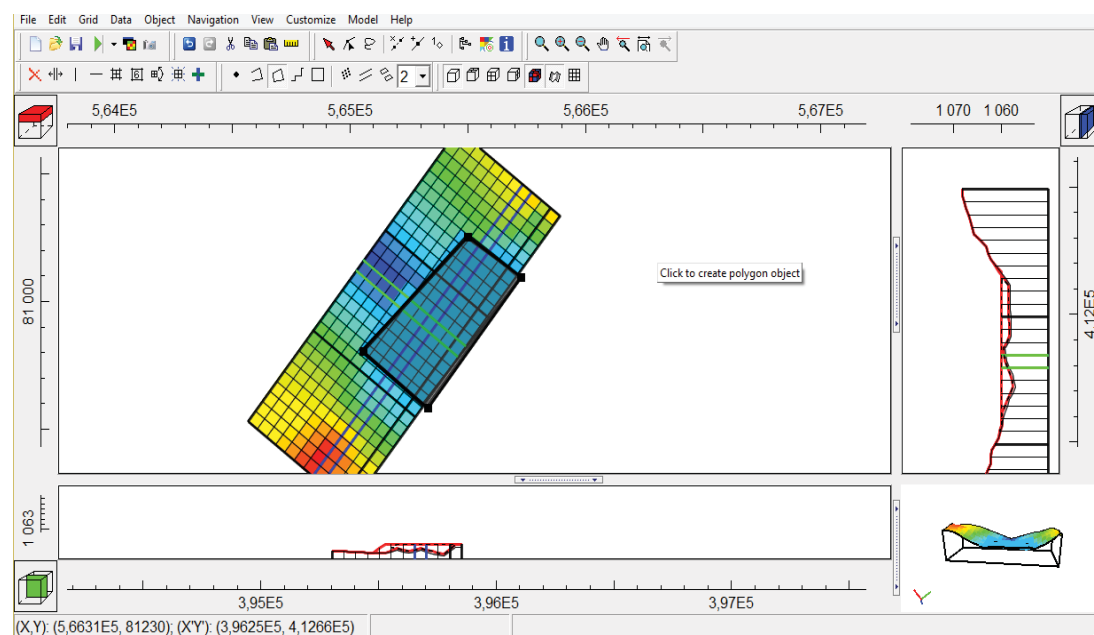 File Edit Grid Data Object Navigation View Customize Model Help
2
5,64E5 5,65E5 5,66E5 5,67E5 1 070 1 060
81 000
Click to create polygon object
4,12E5
1 063
3,95E5 3,96E5 3,97E5
(X,Y): (5,6631E5, 81230); (X'Y'): (3,9625E5, 4,1266E5)